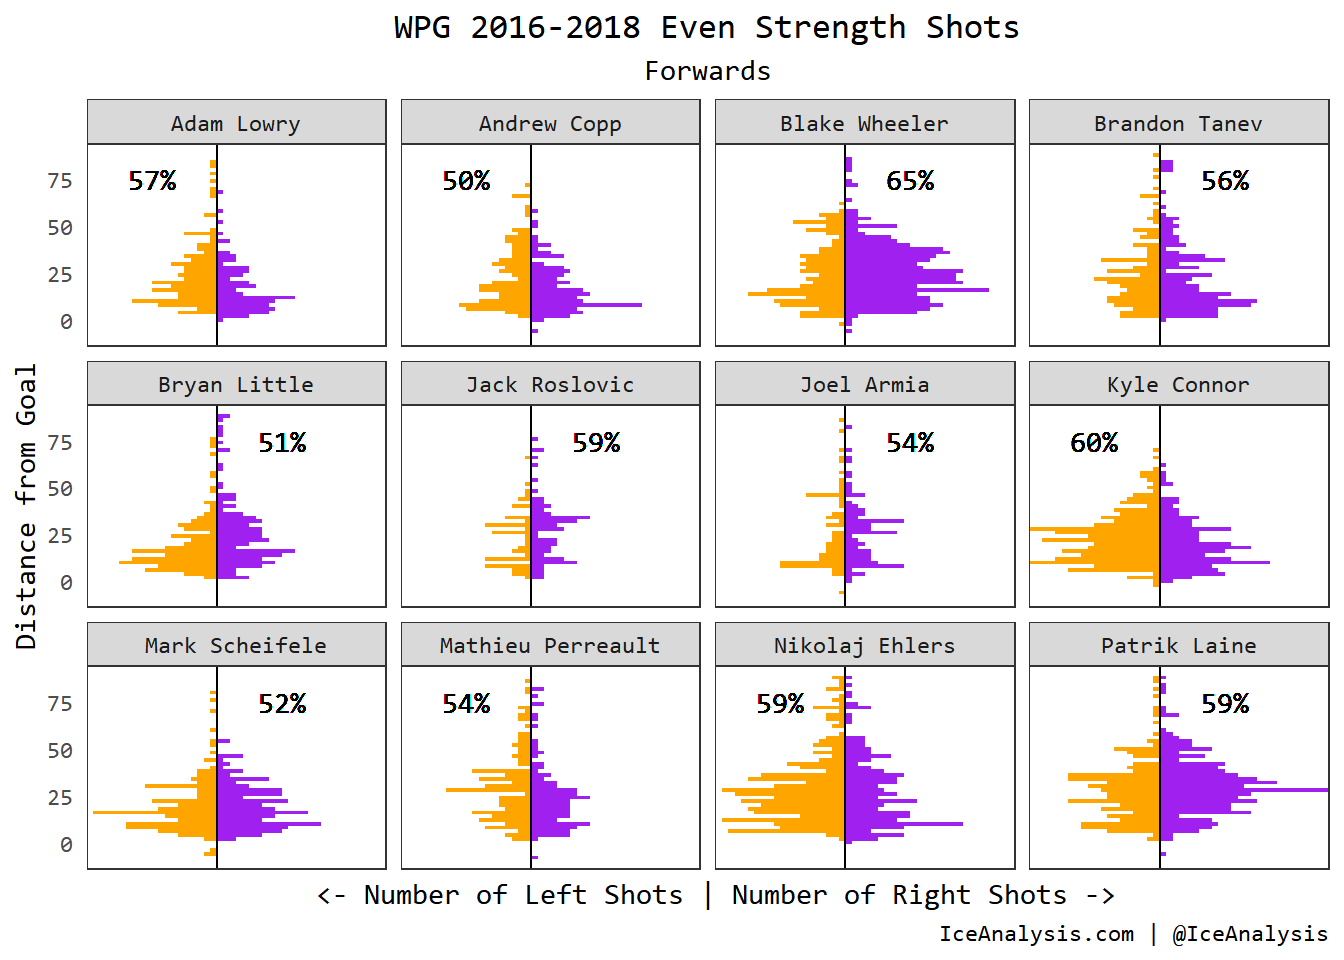 WPG 2016-2018 Even Strength Shots
Forwards
Adam Lowry
Andrew Copp
Blake Wheeler
Brandon Tanev
57%
50%
65%
56%
75
50
25
0
Bryan Little
Jack Roslovic
Joel Armia
Kyle Connor
51%
59%
54%
60%
75
50
25
0
Distance from Goal
Mark Scheifele
Mathieu Perreault
Nikolaj Ehlers
Patrik Laine
52%
54%
59%
59%
75
50
25
0
<- Number of Left Shots | Number of Right Shots ->
IceAnalysis.com | @IceAnalysis